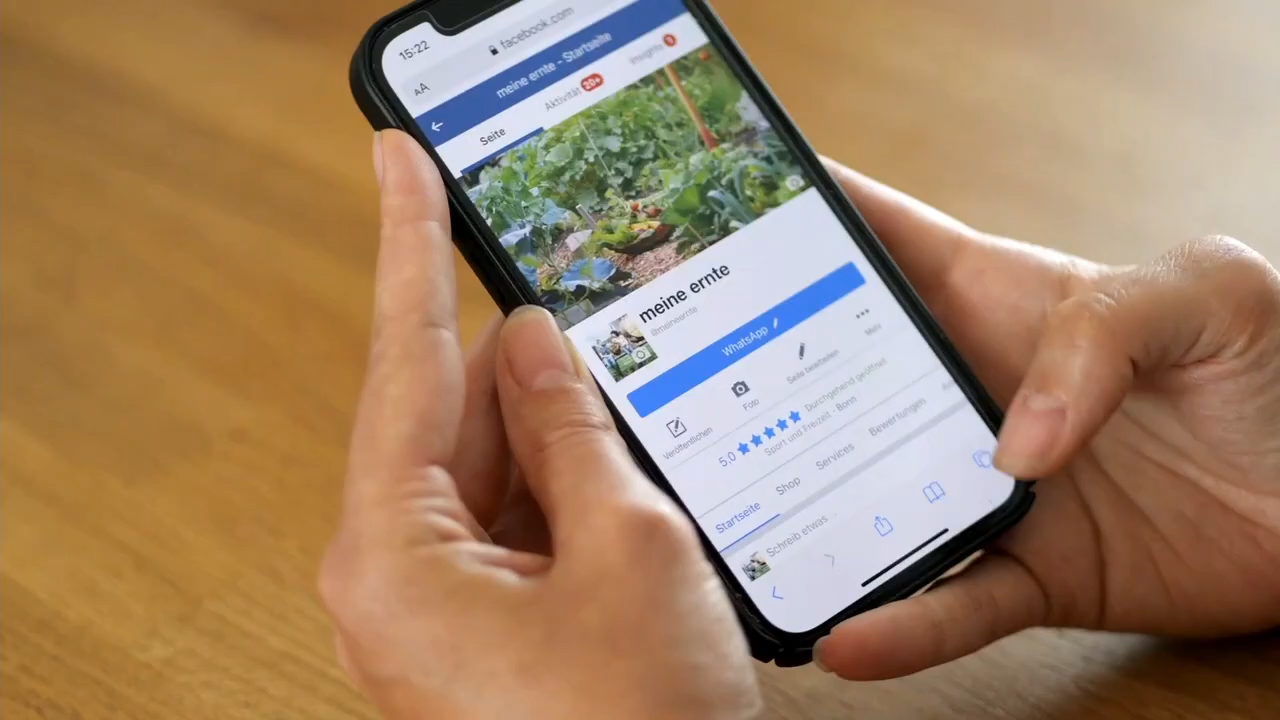 15:22
AA
facebook.com
meine ernte - Startseite
Seite
Aktivität 20+
Insights 1
meine ernte
@meineernte
WhatsApp
Veröffentlichen
Foto
Seite bearbeiten
Mehr
5,0
Durchgehend geöffnet
Sport und Freizeit · Bonn
Startseite
Shop
Services
Bewertungen
Schreib etwas